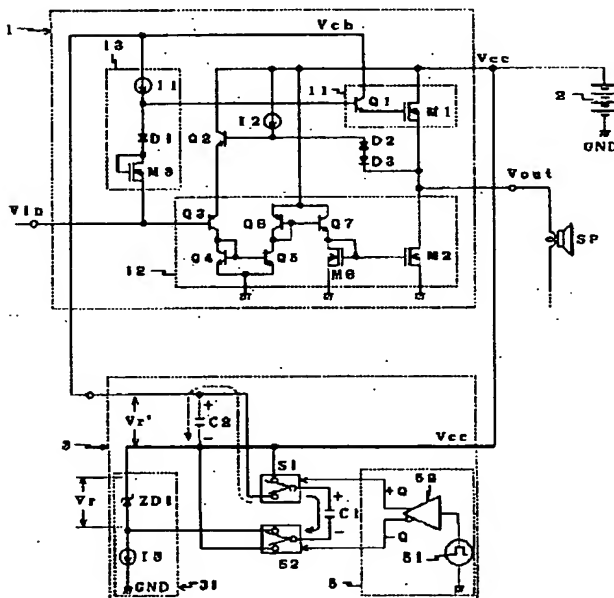 1
13
Vcb
Vcc
I1
11
Q1
M1
2
D1
Q2
I2
D2
D3
GND
M3
Vout
Vin
Q3
Q6
Q7
SP
Q4
Q5
M6
M2
12
Vr'
+
C2
-
Vcc
3
S1
52
+Q
Vr
ZD1
+
C1
-
-Q
S2
51
I3
GND
31
5